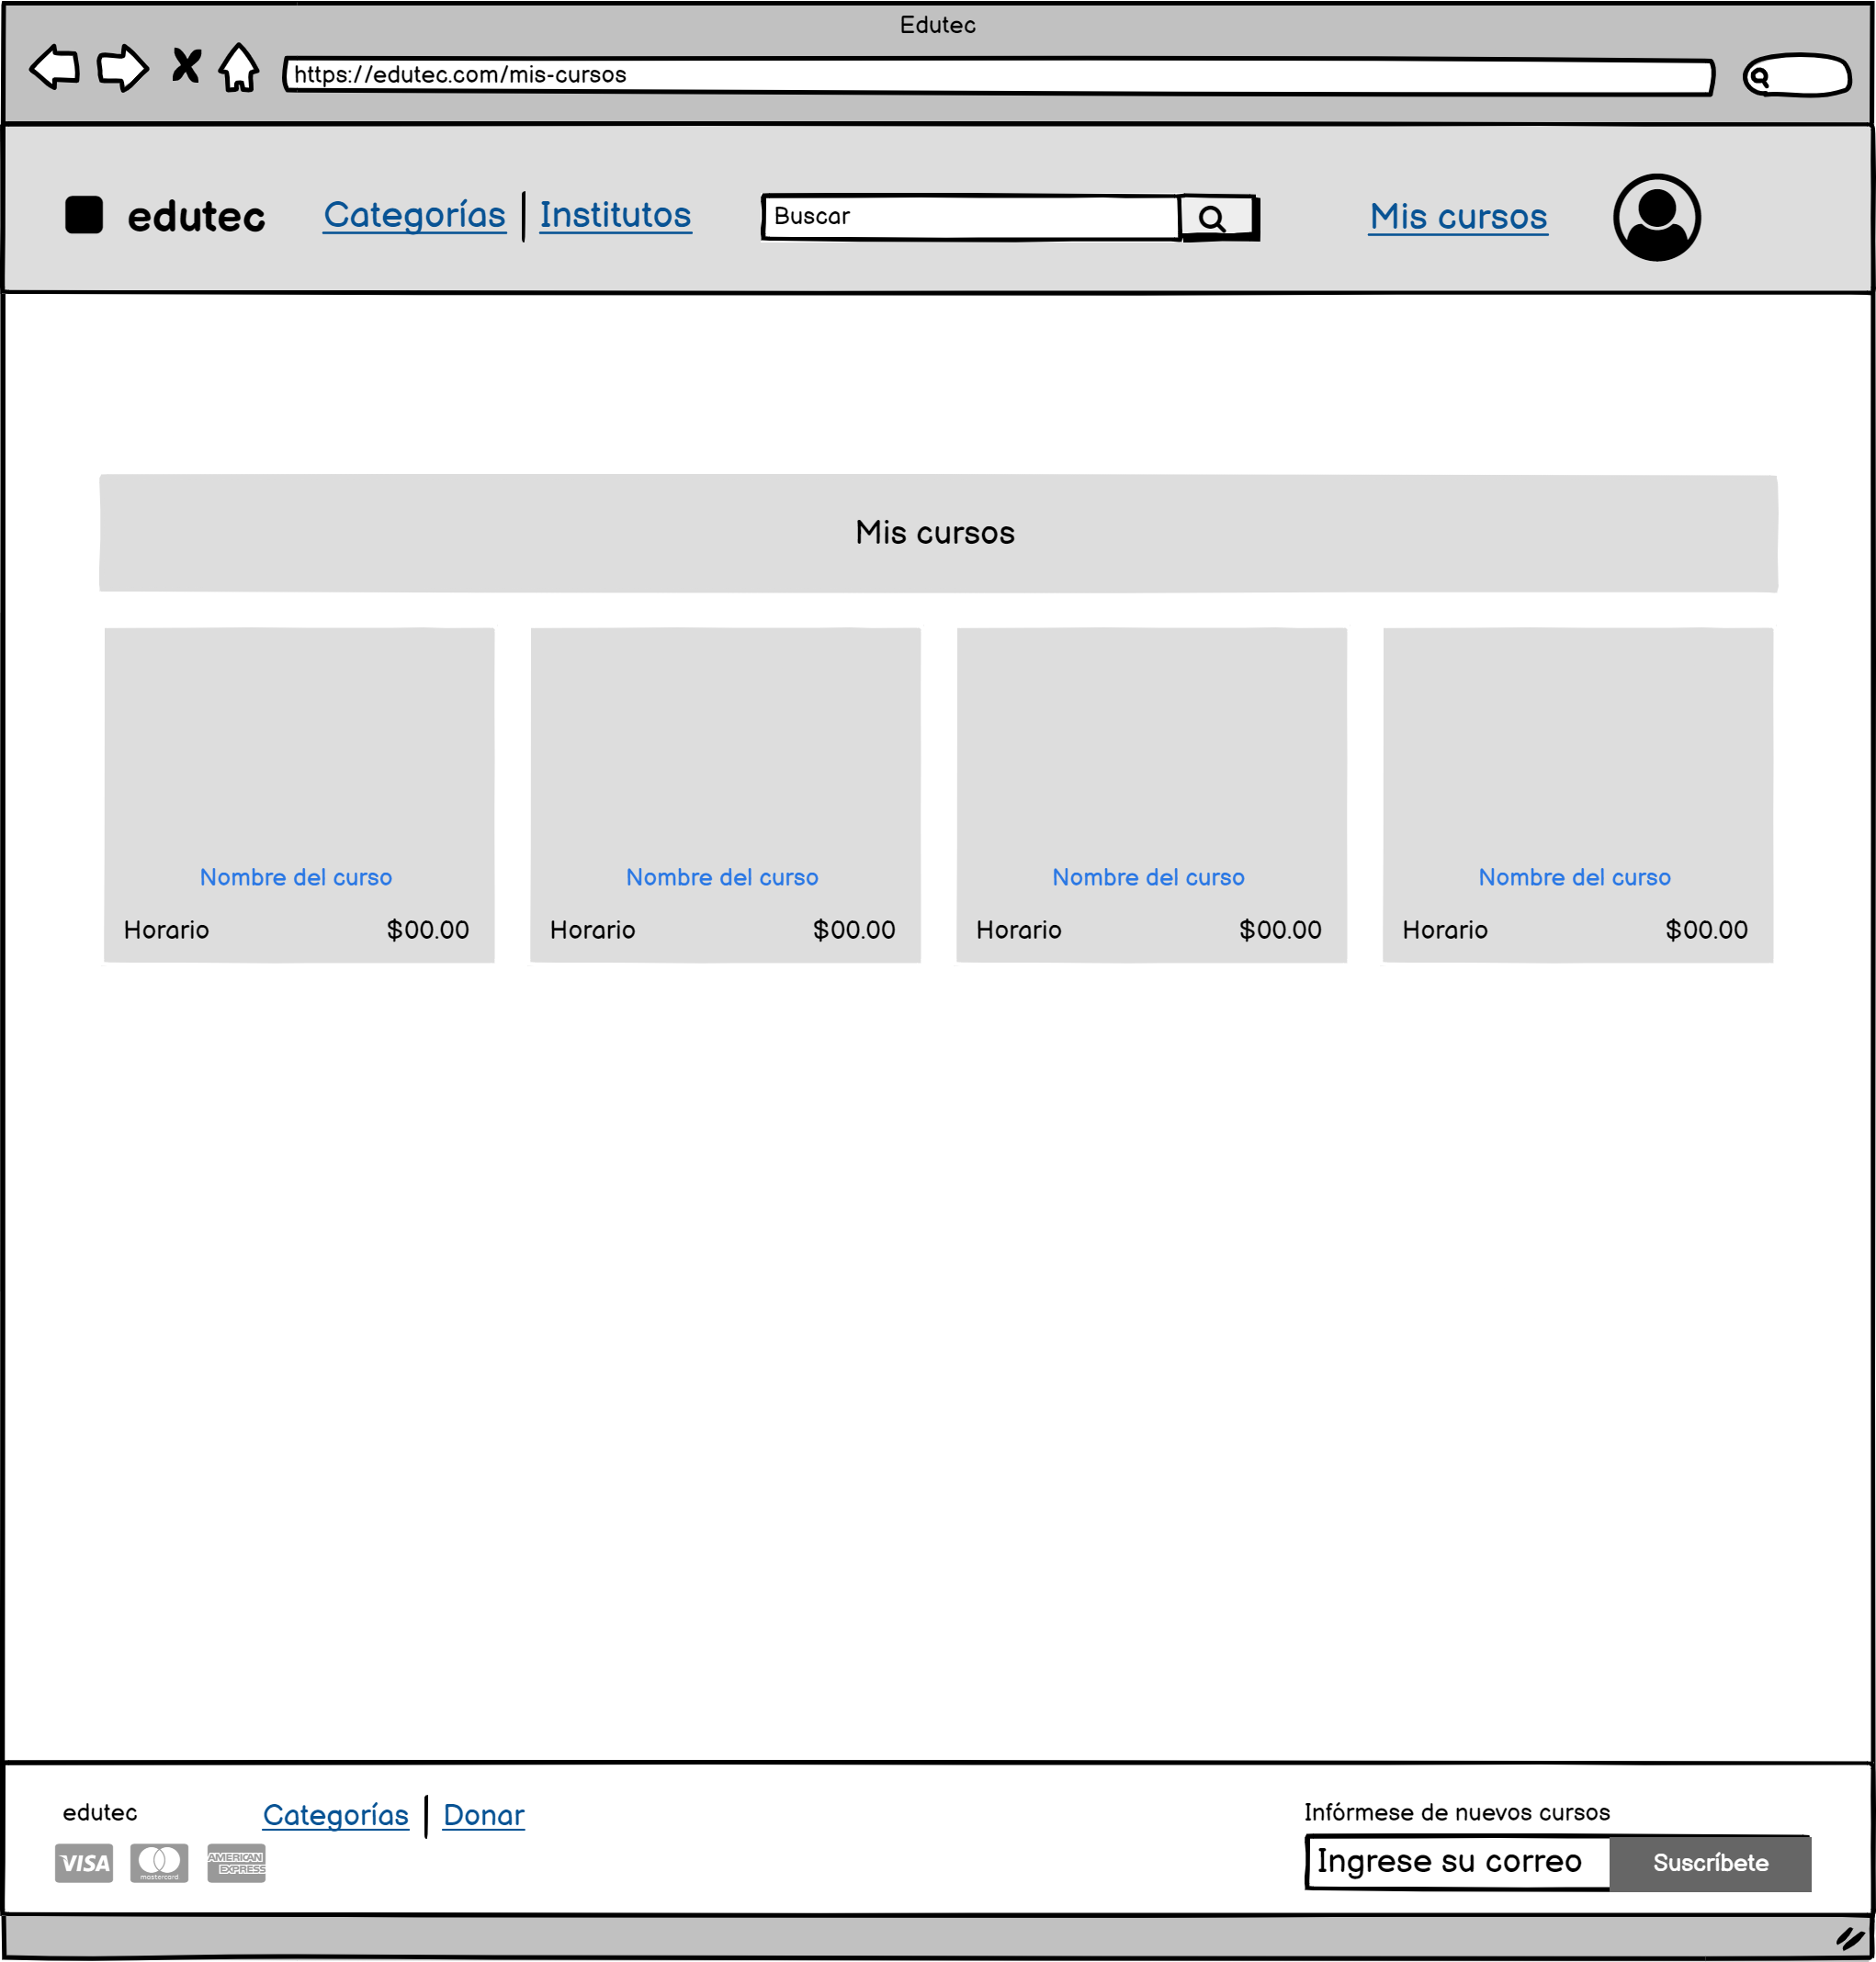 Edutec
https://edutec.com/mis-cursos
edutec Categorías Institutos Buscar Mis cursos
Mis cursos
Nombre del curso Nombre del curso Nombre del curso Nombre del curso
Horario $00.00 Horario $00.00 Horario $00.00 Horario $00.00
edutec Categorías Donar Infórmese de nuevos cursos
VISA mastercard AMERICAN EXPRESS Ingrese su correo Suscríbete